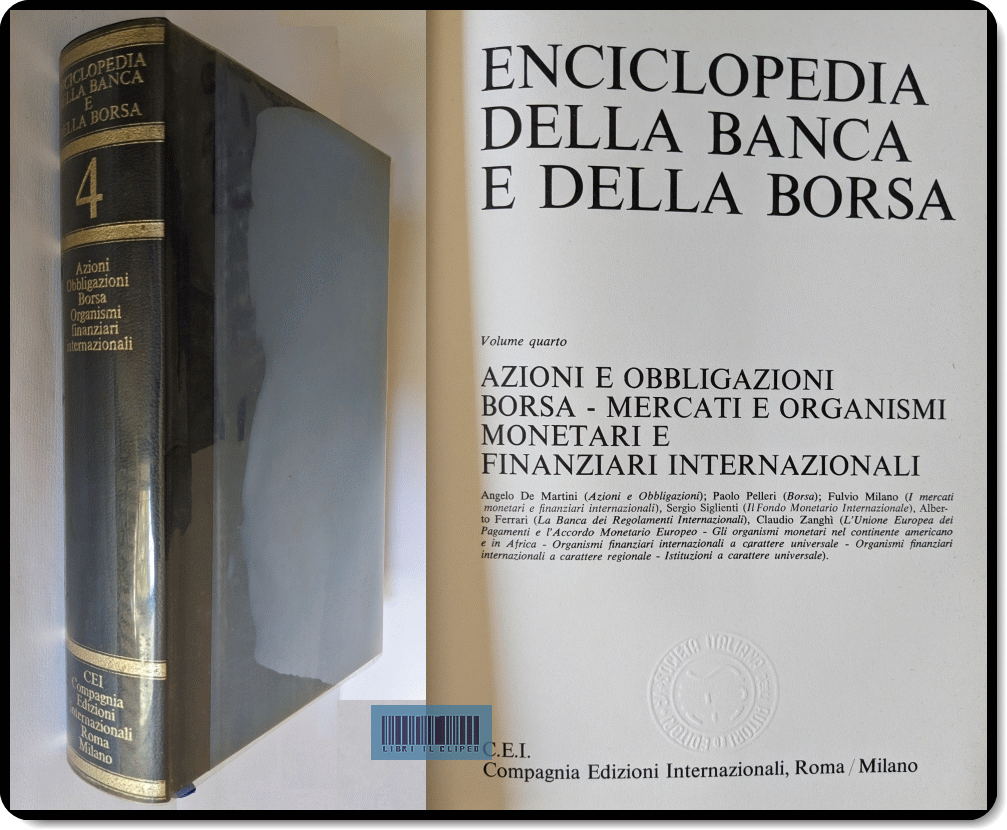 ENCICLOPEDIA
DELLA BANCA
E
DELLA BORSA
4
Azioni
Obbligazioni
Borsa
Organismi
finanziari
internazionali
CEI
Compagnia
Edizioni
Internazionali
Roma
Milano
ENCICLOPEDIA
DELLA BANCA
E DELLA BORSA
Volume quarto
AZIONI E OBBLIGAZIONI
BORSA - MERCATI E ORGANISMI
MONETARI E
FINANZIARI INTERNAZIONALI
Angelo De Martini (Azioni e Obbligazioni); Paolo Pelleri (Borsa); Fulvio Milano (I mercati
monetari e finanziari internazionali), Sergio Siglienti (Il Fondo Monetario Internazionale), Alber-
to Ferrari (La Banca dei Regolamenti Internazionali), Claudio Zanghì (L'Unione Europea dei
Pagamenti e l'Accordo Monetario Europeo - Gli organismi monetari nel continente americano
e in Africa - Organismi finanziari internazionali a carattere universale - Organismi finanziari
internazionali a carattere regionale - Istituzioni a carattere universale).
SOCIETÀ ITALIANA
C.E.I.
Compagnia Edizioni Internazionali, Roma / Milano
LIBRI IL CLIPEO